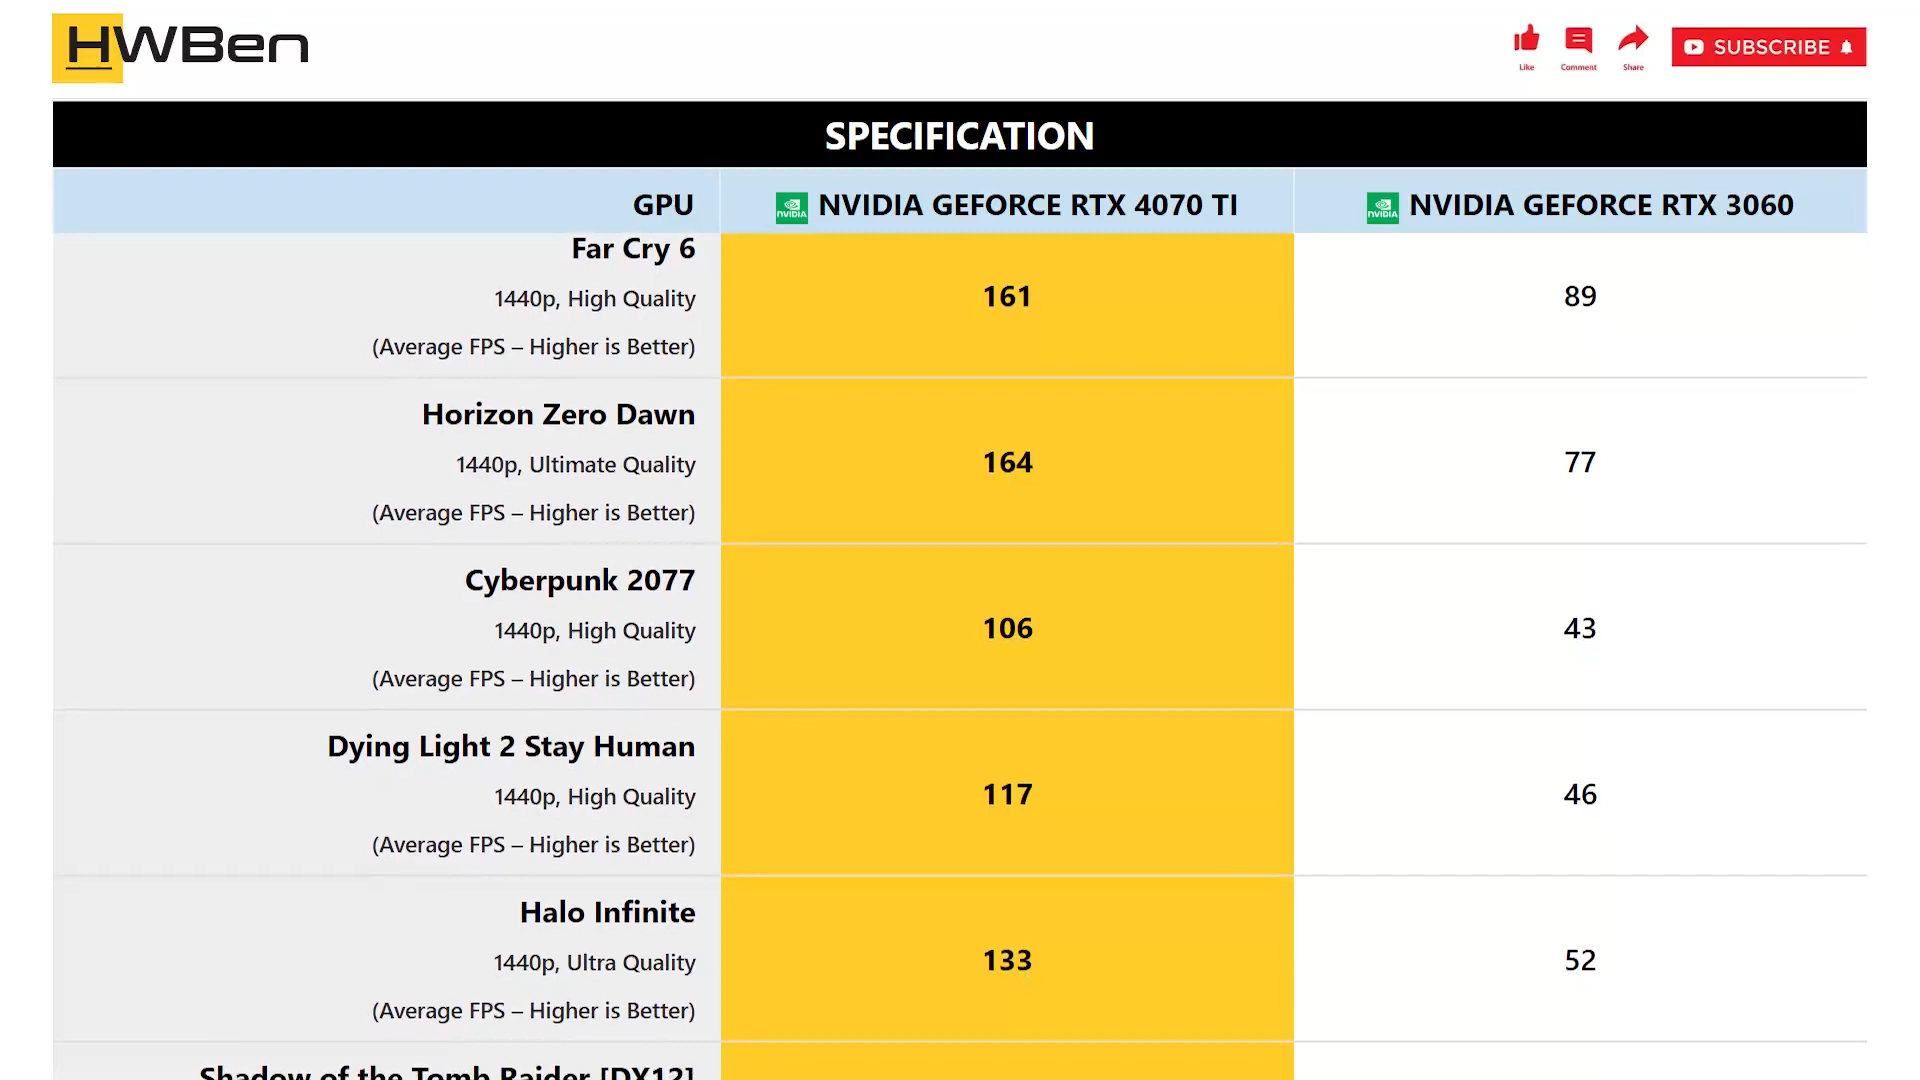 HWBen
Like
Comment
Share
SUBSCRIBE
SPECIFICATION
GPU
NVIDIA
NVIDIA GEFORCE RTX 4070 TI
NVIDIA
NVIDIA GEFORCE RTX 3060
Far Cry 6
1440p, High Quality
(Average FPS – Higher is Better)
161
89
Horizon Zero Dawn
1440p, Ultimate Quality
(Average FPS – Higher is Better)
164
77
Cyberpunk 2077
1440p, High Quality
(Average FPS – Higher is Better)
106
43
Dying Light 2 Stay Human
1440p, High Quality
(Average FPS – Higher is Better)
117
46
Halo Infinite
1440p, Ultra Quality
(Average FPS – Higher is Better)
133
52
Shadow of the Tomb Raider [DX12]